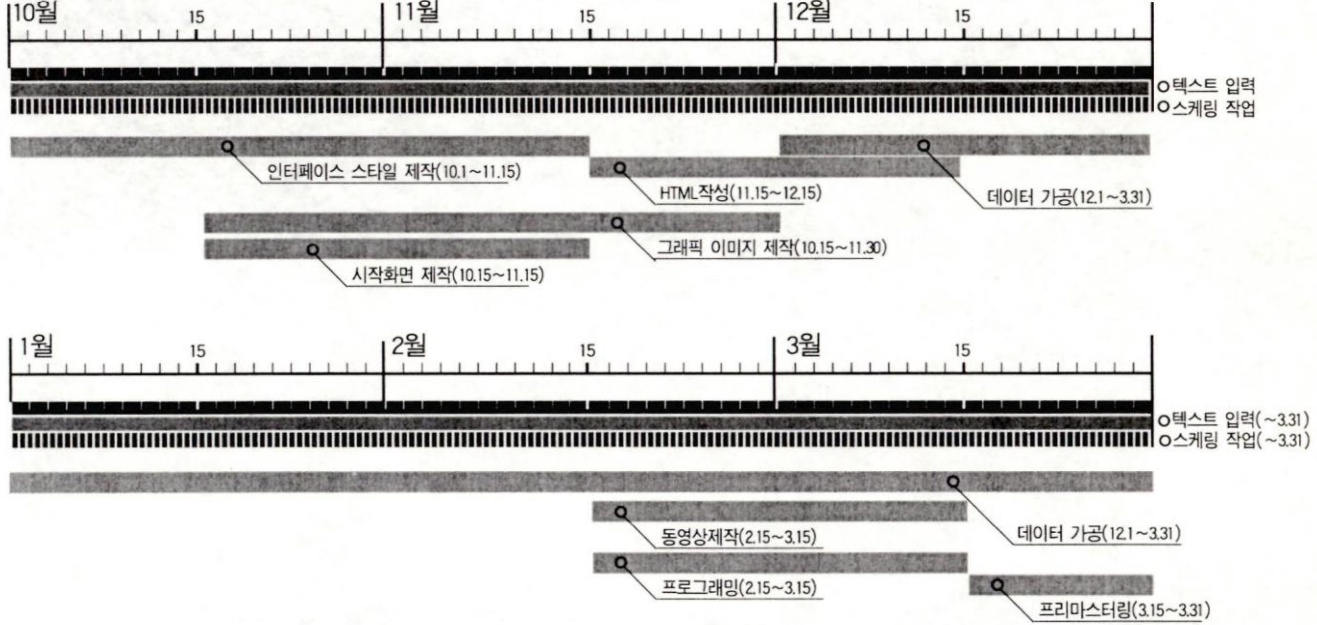 10월 15 11월 15 12월 15
○텍스트 입력
○스케링 작업
인터페이스 스타일 제작(10.1~11.15)
HTML작성(11.15~12.15)
데이터 가공(12.1~3.31)
그래픽 이미지 제작(10.15~11.30)
시작화면 제작(10.15~11.15)
1월 15 2월 15 3월 15
○텍스트 입력(~3.31)
○스케링 작업(~3.31)
동영상제작(2.15~3.15)
데이터 가공(12.1~3.31)
프로그래밍(2.15~3.15)
프리마스터링(3.15~3.31)